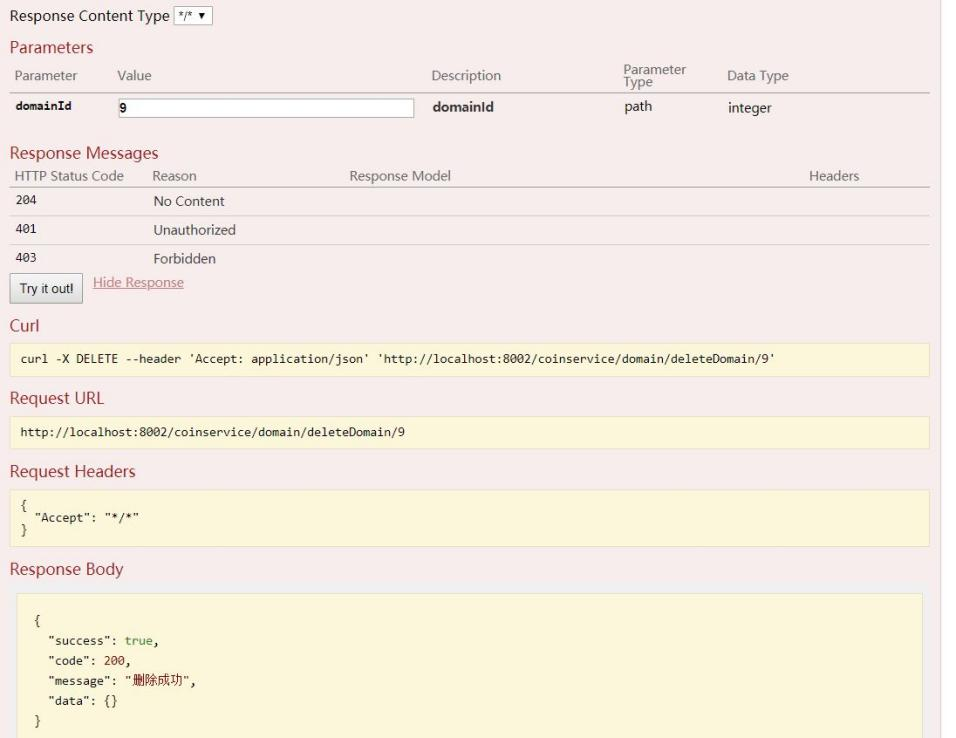 Response Content Type */* ▼
Parameters
Parameter Value Description Parameter Type Data Type
domainId 9 domainId path integer
Response Messages
HTTP Status Code Reason Response Model Headers
204 No Content
401 Unauthorized
403 Forbidden
Try it out! Hide Response
Curl
curl -X DELETE --header 'Accept: application/json' 'http://localhost:8002/coinservice/domain/deleteDomain/9'
Request URL
http://localhost:8002/coinservice/domain/deleteDomain/9
Request Headers
{
"Accept": "*/*"
}
Response Body
{
"success": true,
"code": 200,
"message": "删除成功",
"data": {}
}